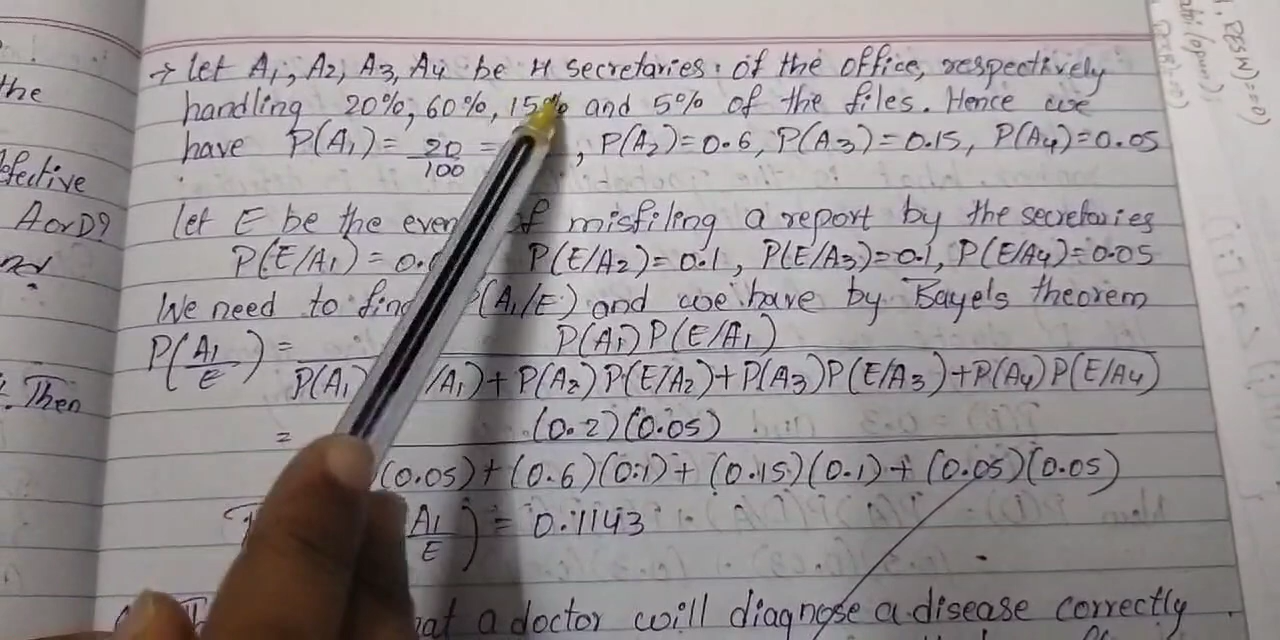 → let A1, A2, A3, A4 be 4 secretaries of the office, respectively
handling 20%, 60%, 15% and 5% of the files. Hence we
have P(A1) = 20/100 = , P(A2) = 0.6, P(A3) = 0.15, P(A4) = 0.05
let E be the even of misfiling a report by the secretaries
P(E/A1) = 0.0 P(E/A2) = 0.1, P(E/A3) = 0.1, P(E/A4) = 0.05
We need to find P(A1/E) and we have by Bayels theorem
P(A1/E) = P(A1) P(E/A1)
P(A1) /A1) + P(A2) P(E/A2) + P(A3) P(E/A3) + P(A4) P(E/A4)
= (0.2)(0.05)
(0.05) + (0.6)(0.1) + (0.15)(0.1) + (0.05)(0.05)
A1/E) = 0.1143
at a doctor will diagnose a disease correctly
the
efective
A or D?
Then